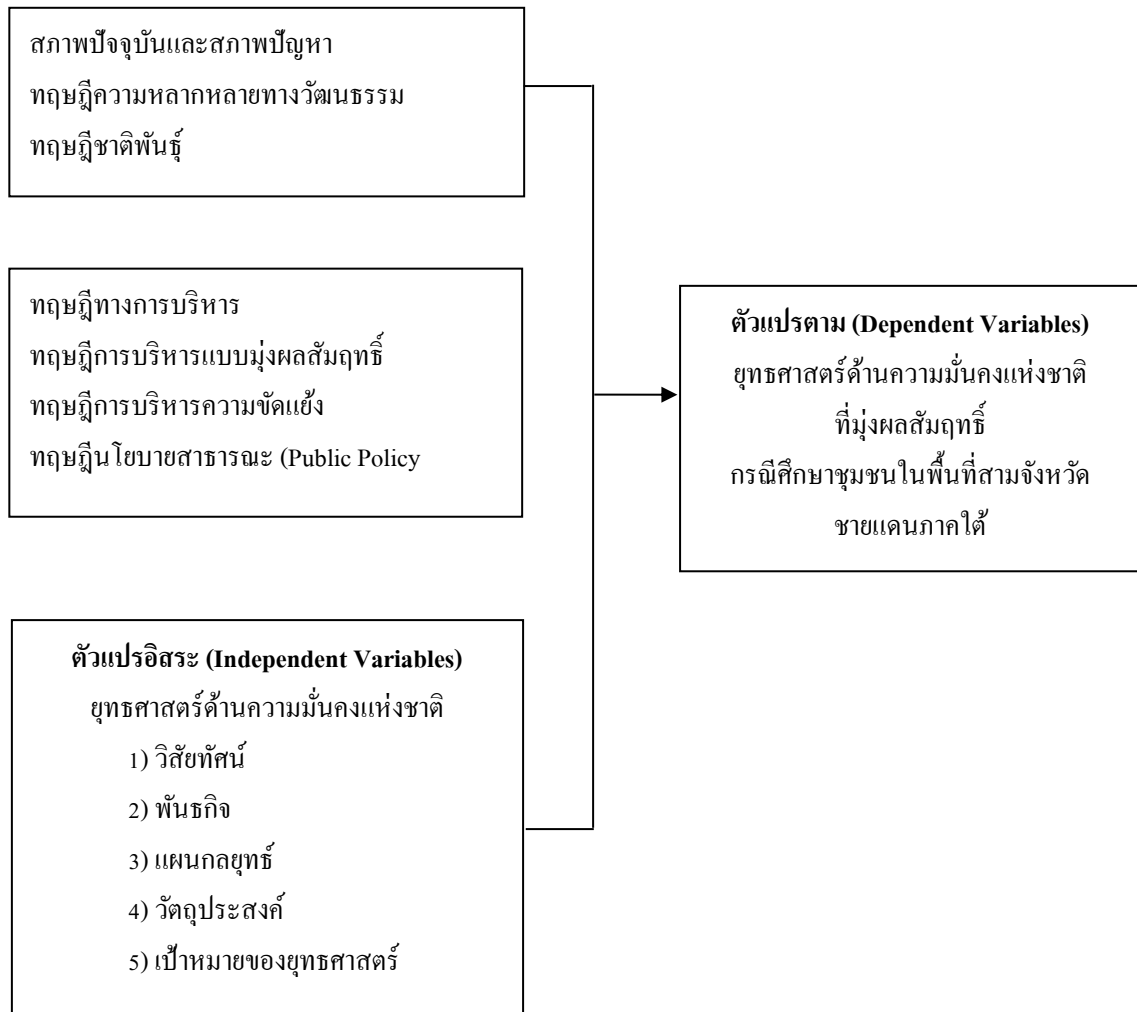 สภาพปัจจุบันและสภาพปัญหา
ทฤษฎีความหลากหลายทางวัฒนธรรม
ทฤษฎีชาติพันธุ์
ทฤษฎีทางการบริหาร
ทฤษฎีการบริหารแบบมุ่งผลสัมฤทธิ์
ทฤษฎีการบริหารความขัดแย้ง
ทฤษฎีนโยบายสาธารณะ (Public Policy
ตัวแปรอิสระ (Independent Variables)
ยุทธศาสตร์ด้านความมั่นคงแห่งชาติ
1) วิสัยทัศน์
2) พันธกิจ
3) แผนกลยุทธ์
4) วัตถุประสงค์
5) เป้าหมายของยุทธศาสตร์
ตัวแปรตาม (Dependent Variables)
ยุทธศาสตร์ด้านความมั่นคงแห่งชาติ
ที่มุ่งผลสัมฤทธิ์
กรณีศึกษาชุมชนในพื้นที่สามจังหวัด
ชายแดนภาคใต้